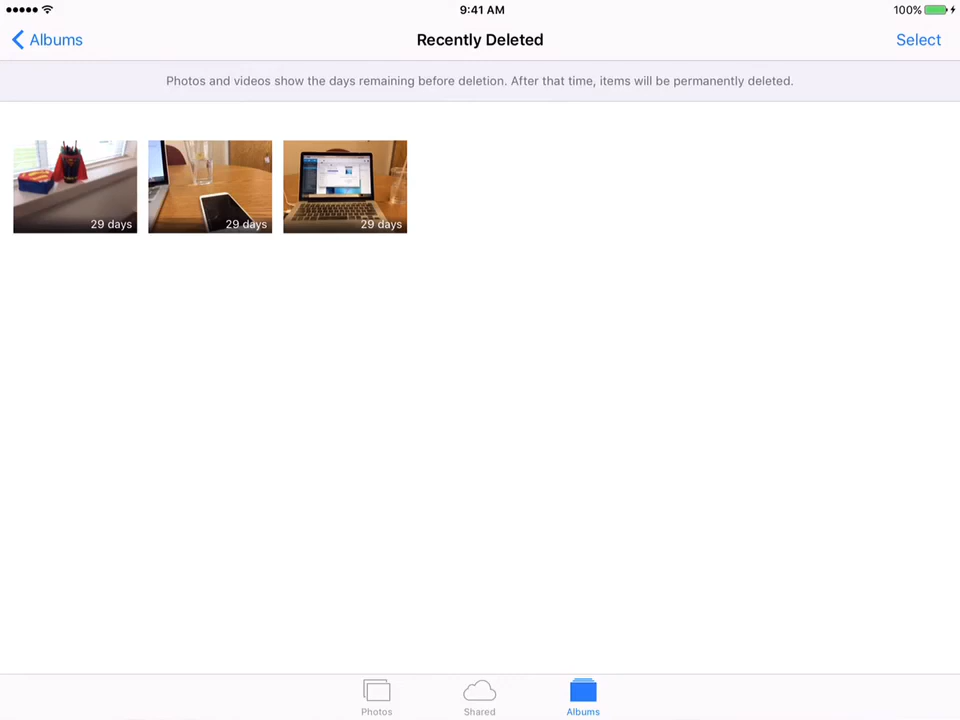 9:41 AM
100%
Albums
Recently Deleted
Select
Photos and videos show the days remaining before deletion. After that time, items will be permanently deleted.
29 days
29 days
29 days
Photos
Shared
Albums